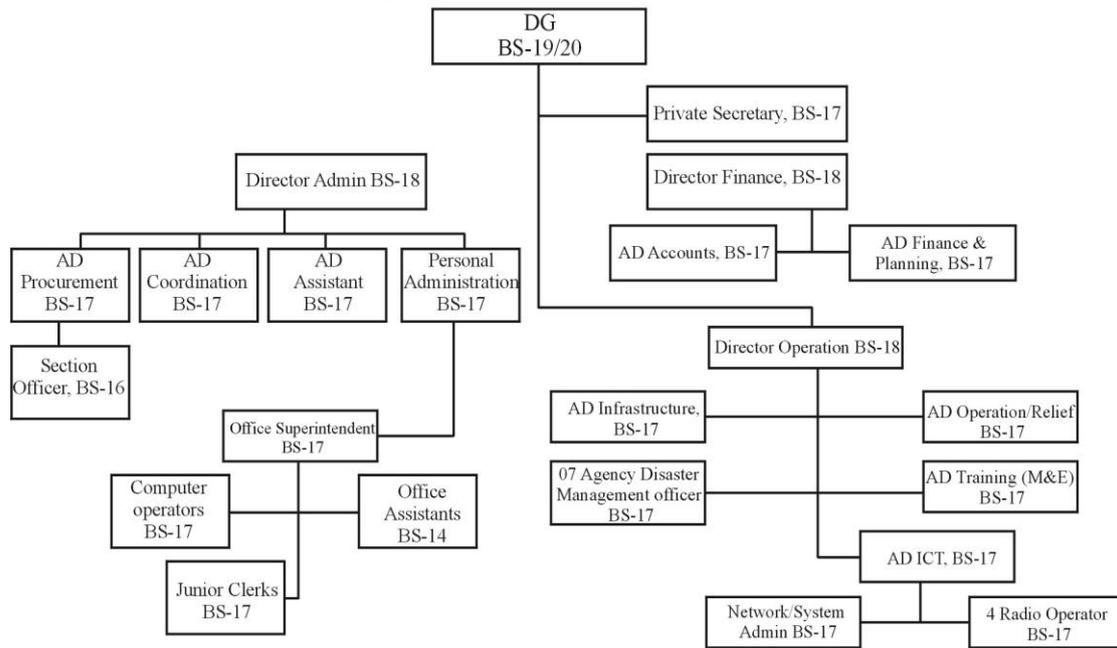 DG
BS-19/20
Private Secretary, BS-17
Director Admin BS-18
Director Finance, BS-18
AD Accounts, BS-17
AD Finance &
Planning, BS-17
AD
Procurement
BS-17
AD
Coordination
BS-17
AD
Assistant
BS-17
Personal
Administration
BS-17
Section
Officer, BS-16
Director Operation BS-18
Office Superintendent
BS-17
AD Infrastructure,
BS-17
AD Operation/Relief
BS-17
Computer
operators
BS-17
Office
Assistants
BS-14
07 Agency Disaster
Management officer
BS-17
AD Training (M&E)
BS-17
Junior Clerks
BS-17
AD ICT, BS-17
Network/System
Admin BS-17
4 Radio Operator
BS-17